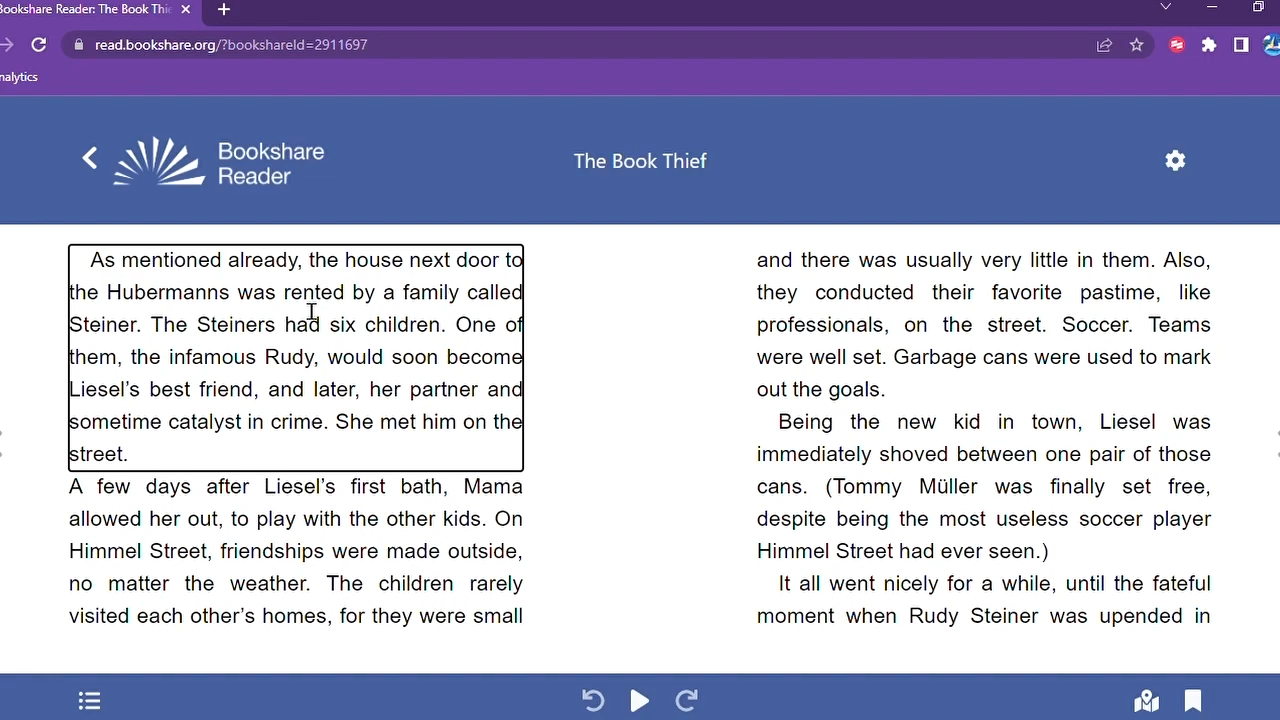 Bookshare Reader: The Book Thi
read.bookshare.org/?bookshareId=2911697
nalytics
Bookshare
Reader
The Book Thief
As mentioned already, the house next door to
the Hubermanns was rented by a family called
Steiner. The Steiners had six children. One of
them, the infamous Rudy, would soon become
Liesel’s best friend, and later, her partner and
sometime catalyst in crime. She met him on the
street.
A few days after Liesel’s first bath, Mama
allowed her out, to play with the other kids. On
Himmel Street, friendships were made outside,
no matter the weather. The children rarely
visited each other’s homes, for they were small
and there was usually very little in them. Also,
they conducted their favorite pastime, like
professionals, on the street. Soccer. Teams
were well set. Garbage cans were used to mark
out the goals.
Being the new kid in town, Liesel was
immediately shoved between one pair of those
cans. (Tommy Müller was finally set free,
despite being the most useless soccer player
Himmel Street had ever seen.)
It all went nicely for a while, until the fateful
moment when Rudy Steiner was upended in